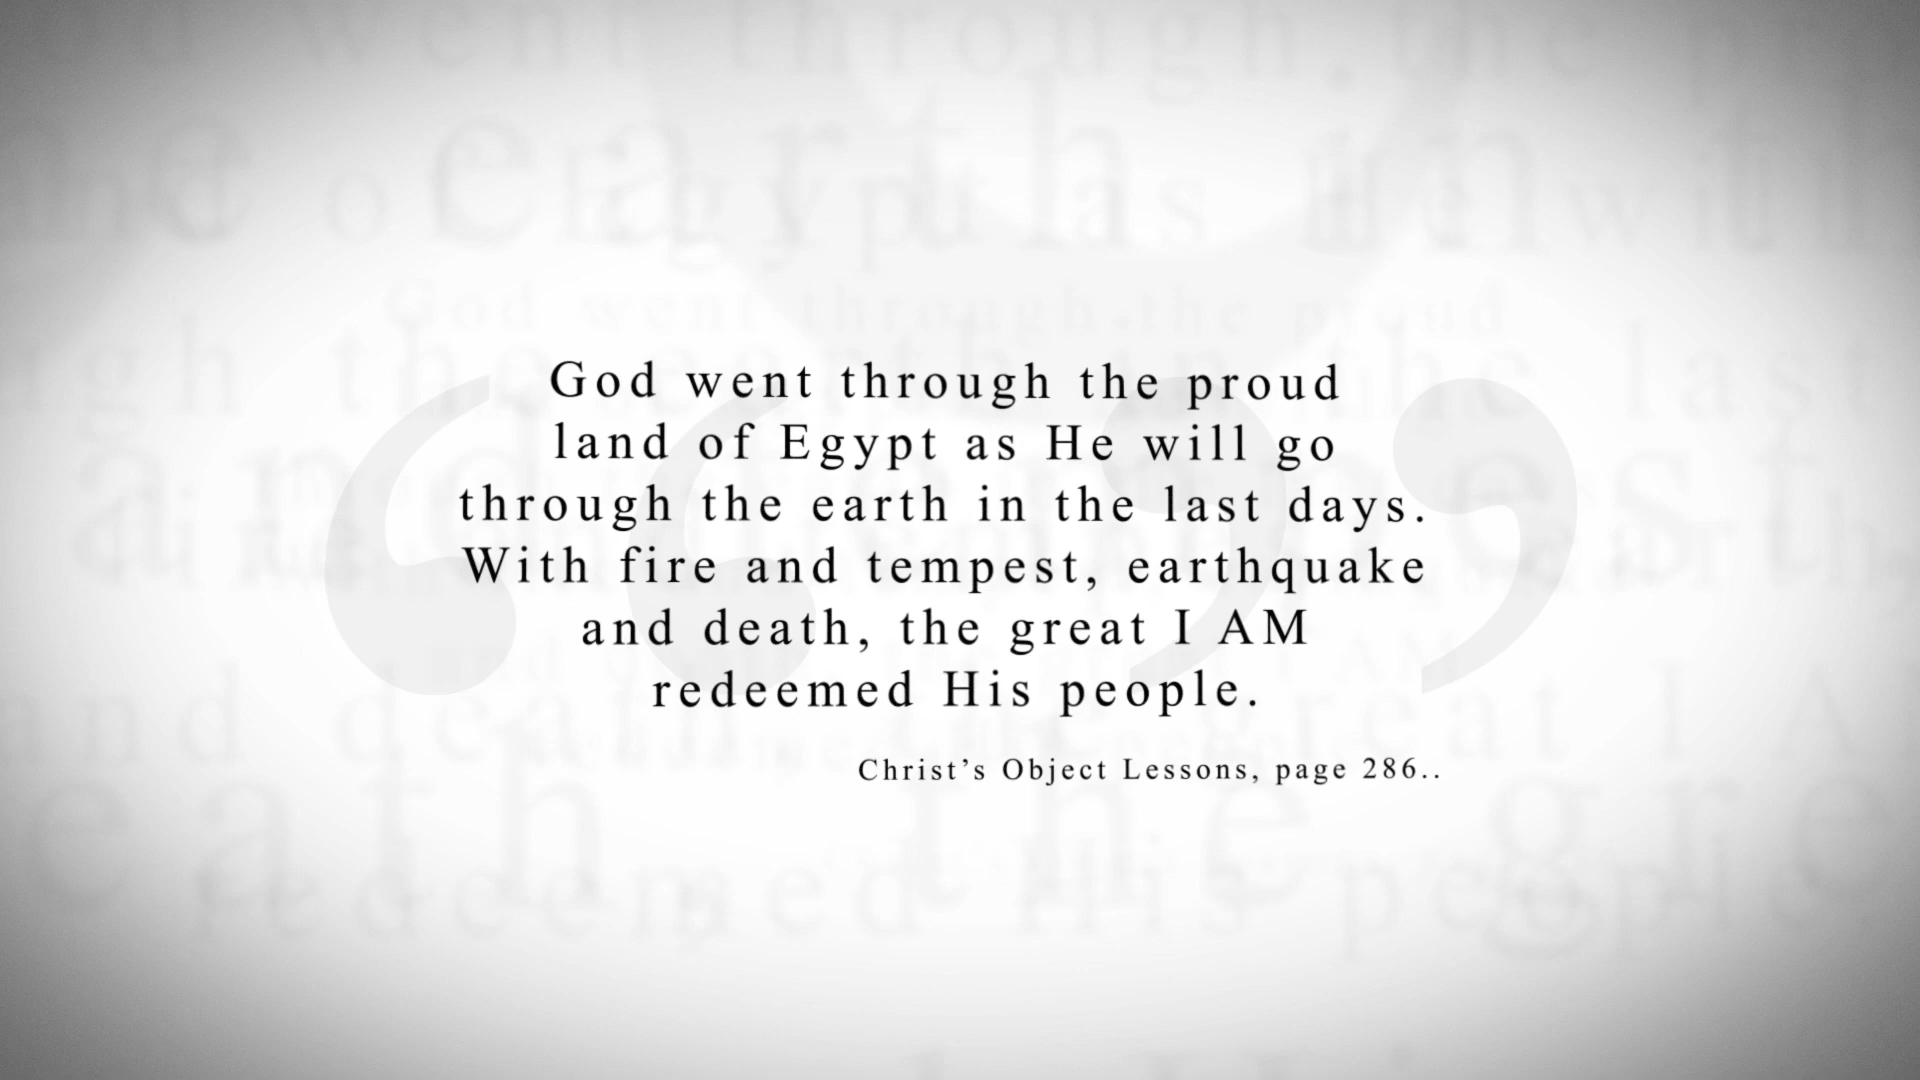 God went through the proud
land of Egypt as He will go
through the earth in the last days.
With fire and tempest, earthquake
and death, the great I AM
redeemed His people.
Christ’s Object Lessons, page 286..